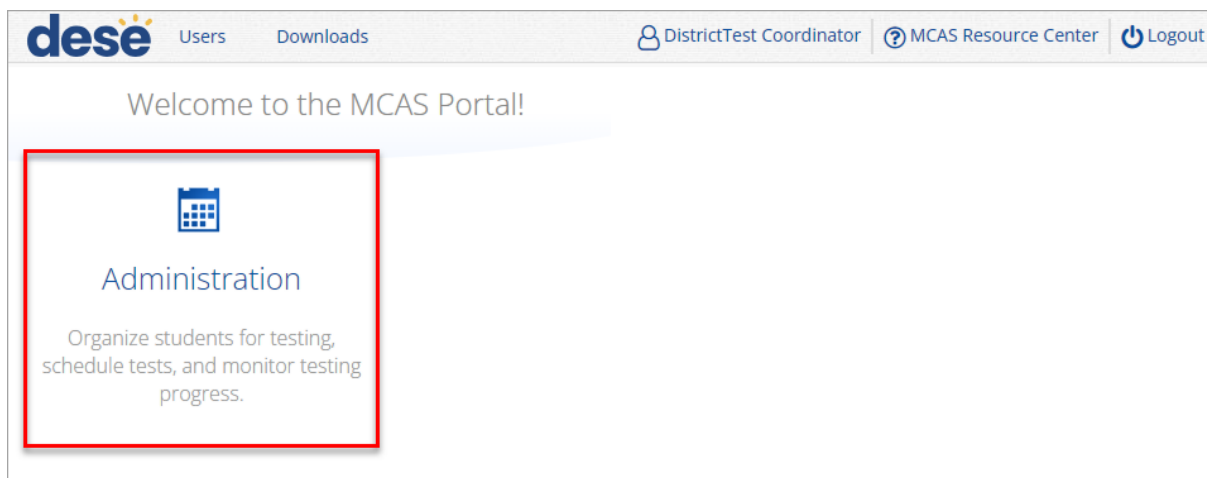 dese Users Downloads DistrictTest Coordinator MCAS Resource Center Logout
Welcome to the MCAS Portal!
Administration
Organize students for testing,
schedule tests, and monitor testing
progress.